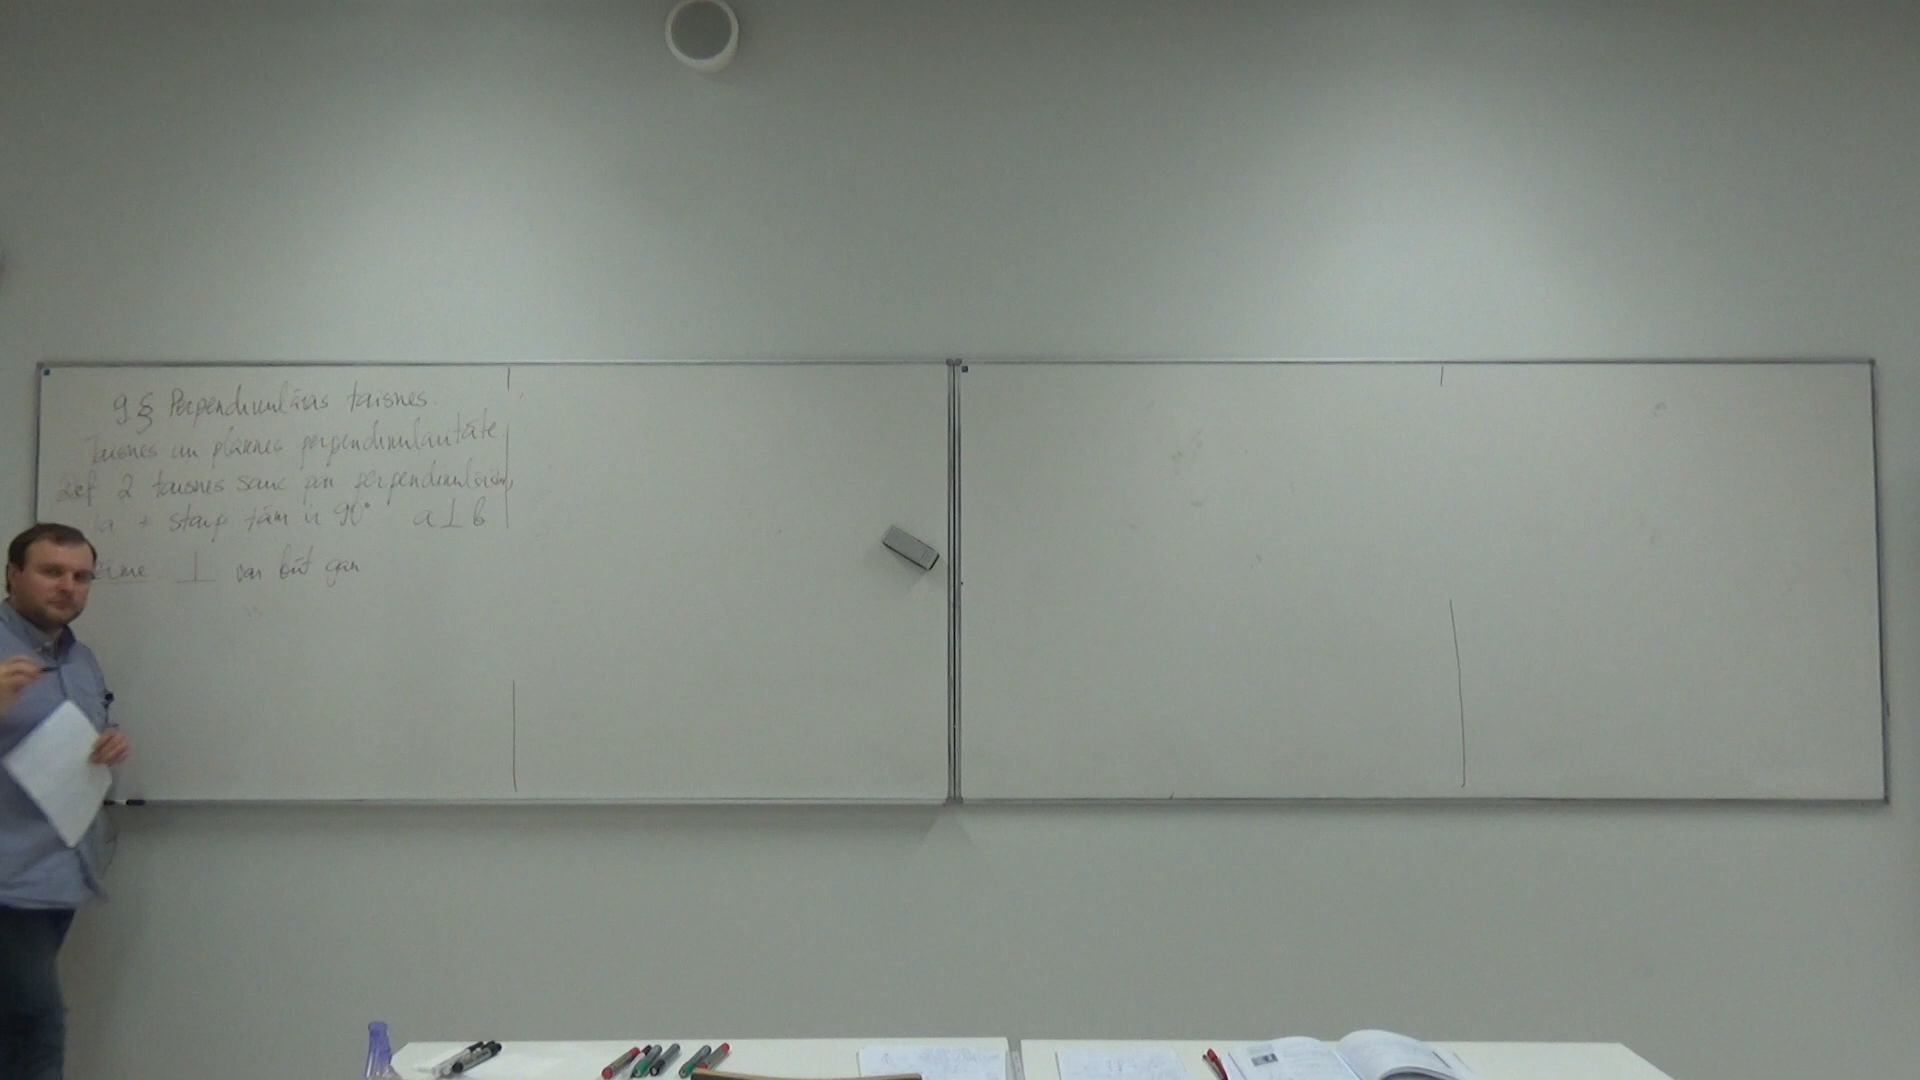 9§ Perpendikulāras taisnes.
Taisnes un plaknes perpendikularitāte.
Def 2 taisnes sauc par perpendikulārām,
ja ∢ starp tām ir 90° a⊥b
⊥ var būt gan